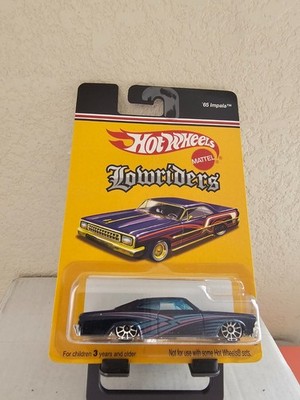 '65 Impala™
Hot Wheels
MATTEL
Lowriders
For children 3 years and older.
Not for use with some Hot Wheels® sets.